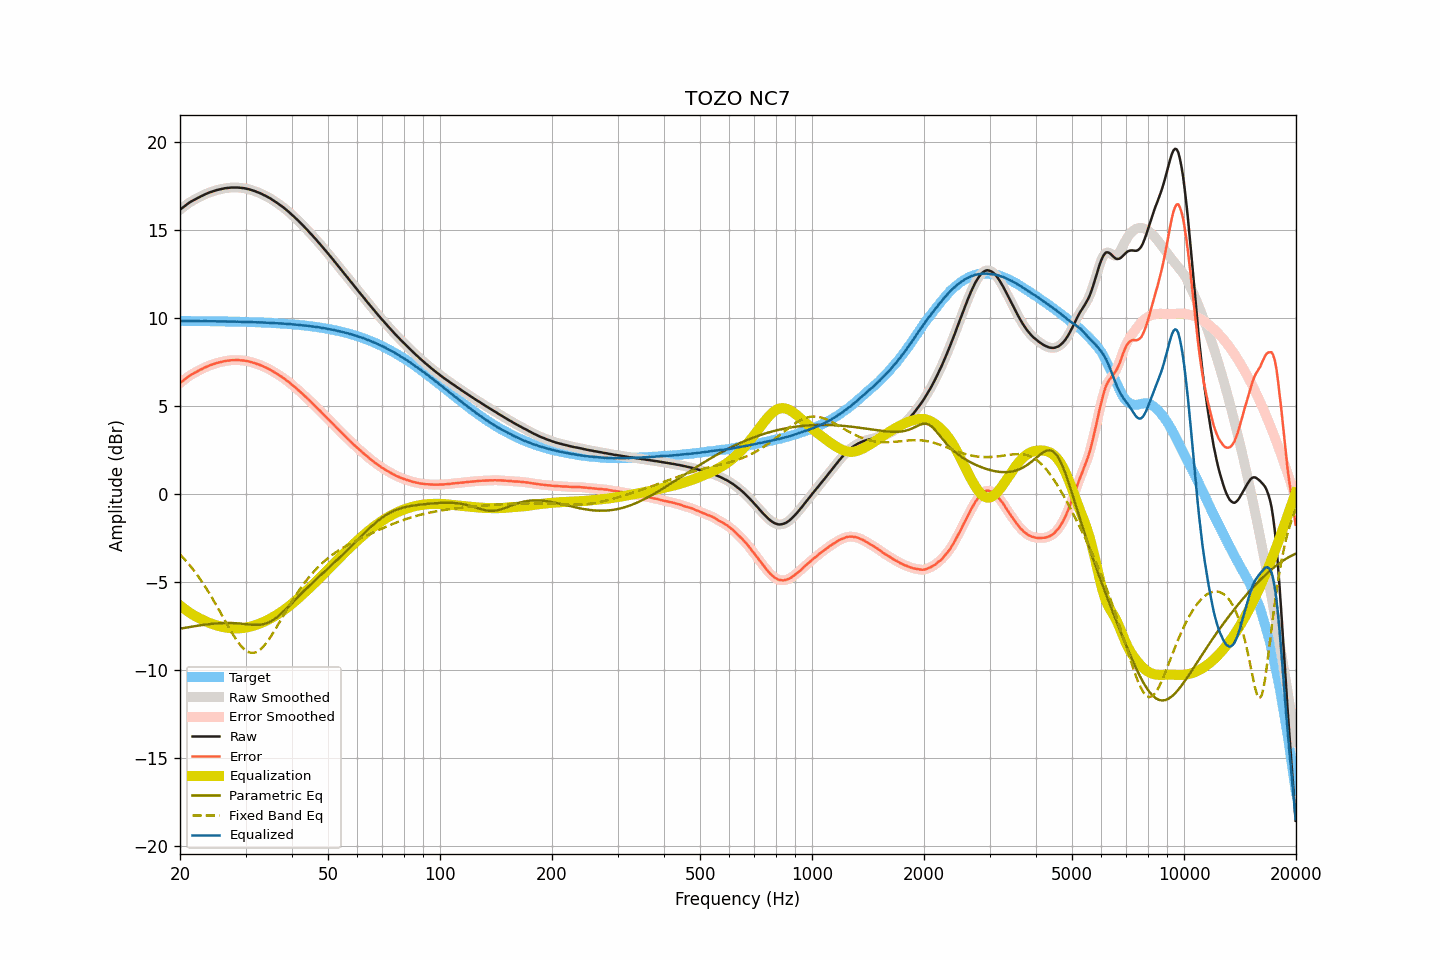 TOZO NC7
20
15
10
5
0
−5
−10
−15
−20
Amplitude (dBr)
Target
Raw Smoothed
Error Smoothed
Raw
Error
Equalization
Parametric Eq
Fixed Band Eq
Equalized
20 50 100 200 500 1000 2000 5000 10000 20000
Frequency (Hz)